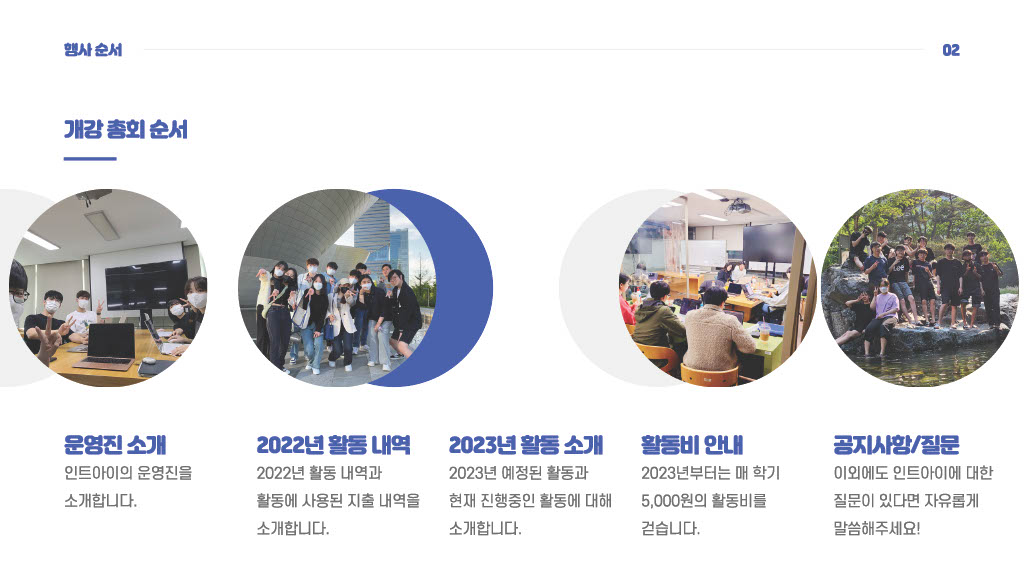 행사 순서
02
개강 총회 순서
운영진 소개
인트아이의 운영진을
소개합니다.
2022년 활동 내역
2022년 활동 내역과
활동에 사용된 지출 내역을
소개합니다.
2023년 활동 소개
2023년 예정된 활동과
현재 진행중인 활동에 대해
소개합니다.
활동비 안내
2023년부터는 매 학기
5,000원의 활동비를
걷습니다.
공지사항/질문
이외에도 인트아이에 대한
질문이 있다면 자유롭게
말씀해주세요!